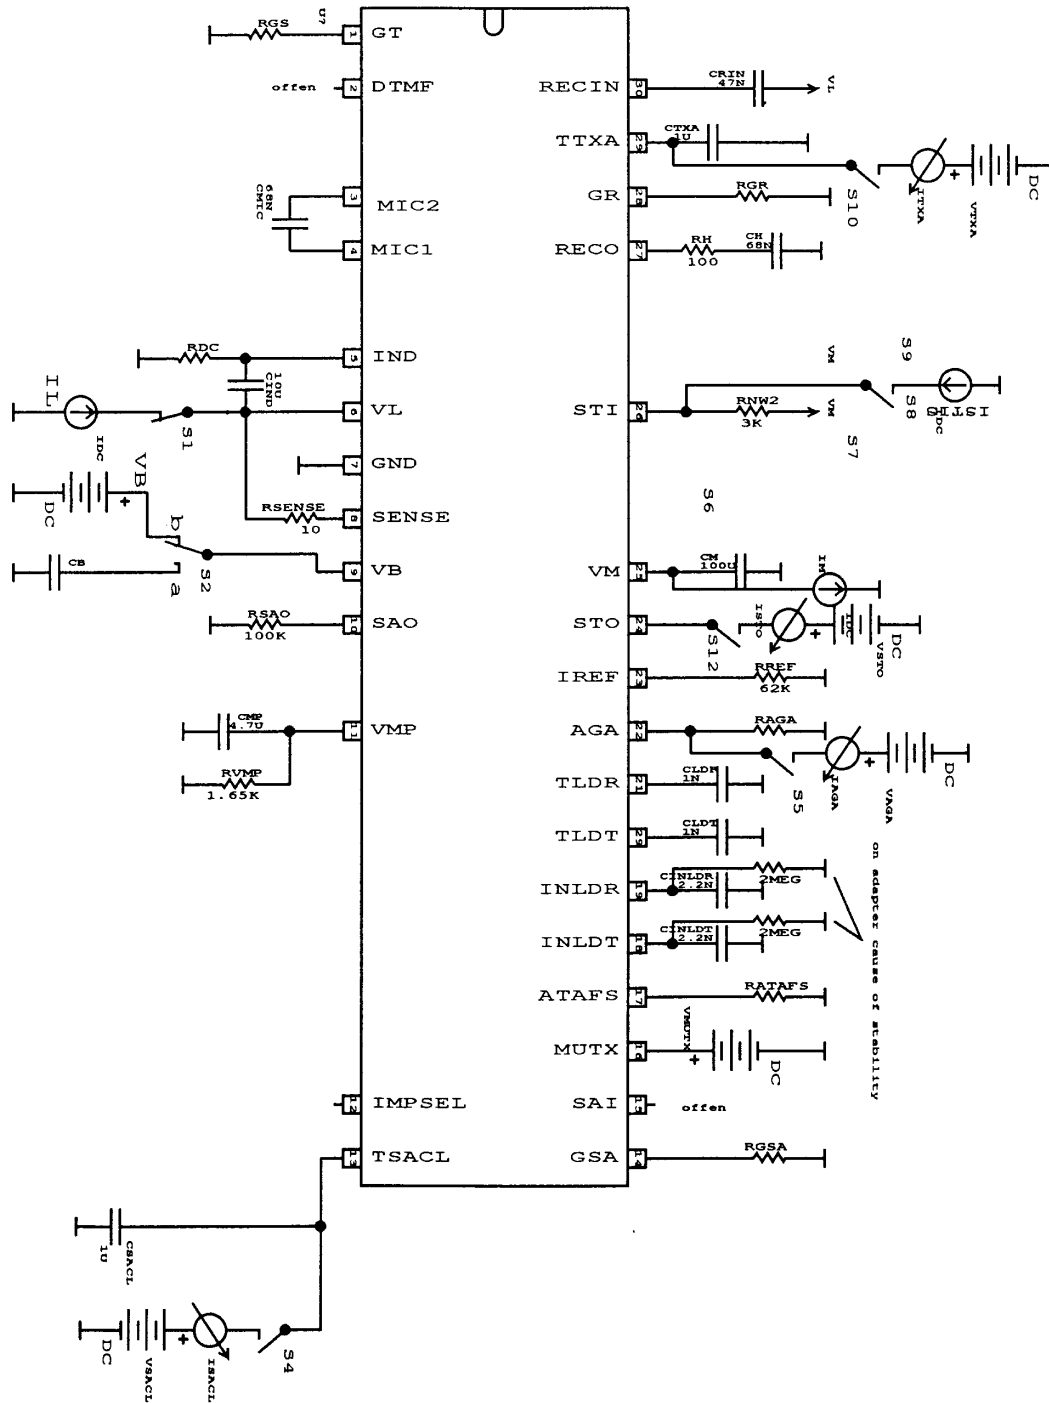 RGS
U?
1
GT
offen
2
DTMF
68N
CMIC
3
MIC2
4
MIC1
RDC
5
IND
10U
CIND
IL
IDC
S1
6
VL
7
GND
VB
DC
RSENSE
10
8
SENSE
b
a
S2
CB
9
VB
RSAO
100K
10
SAO
CMP
4.7U
11
VMP
RVMP
1.65K
12
IMPSEL
13
TSACL
CSACL
1U
DC
VSACL
ISACL
S4
RECIN
30
CRIN
47N
VL
TTXA
29
CTXA
1U
S10
ITXA
VTXA
DC
GR
28
RGR
RECO
27
RH
100
CH
68N
STI
26
RNW2
3K
VM
VM
S9
S8
S7
S6
IDC
VM
25
CM
100U
IM
IDC
STO
24
S12
ISTO
VSTO
DC
IREF
23
RREF
62K
AGA
22
RAGA
S5
IAGA
VAGA
DC
TLDR
21
CLDR
1N
TLDT
CLDT
1N
INLDR
19
CINLDR
2.2N
2MEG
INLDT
18
CINLDT
2.2N
2MEG
on adapter cause of stability
ATAFS
17
RATAFS
MUTX
16
VMUTX
DC
SAI
15
offen
GSA
14
RGSA